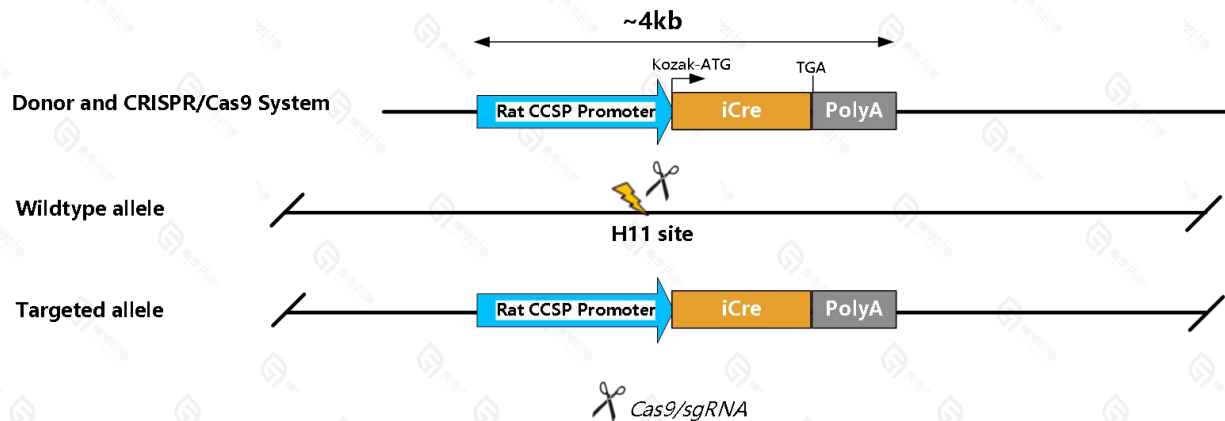 ~4kb
Kozak-ATG
TGA
Donor and CRISPR/Cas9 System
Rat CCSP Promoter
iCre
PolyA
Wildtype allele
H11 site
Targeted allele
Rat CCSP Promoter
iCre
PolyA
Cas9/sgRNA